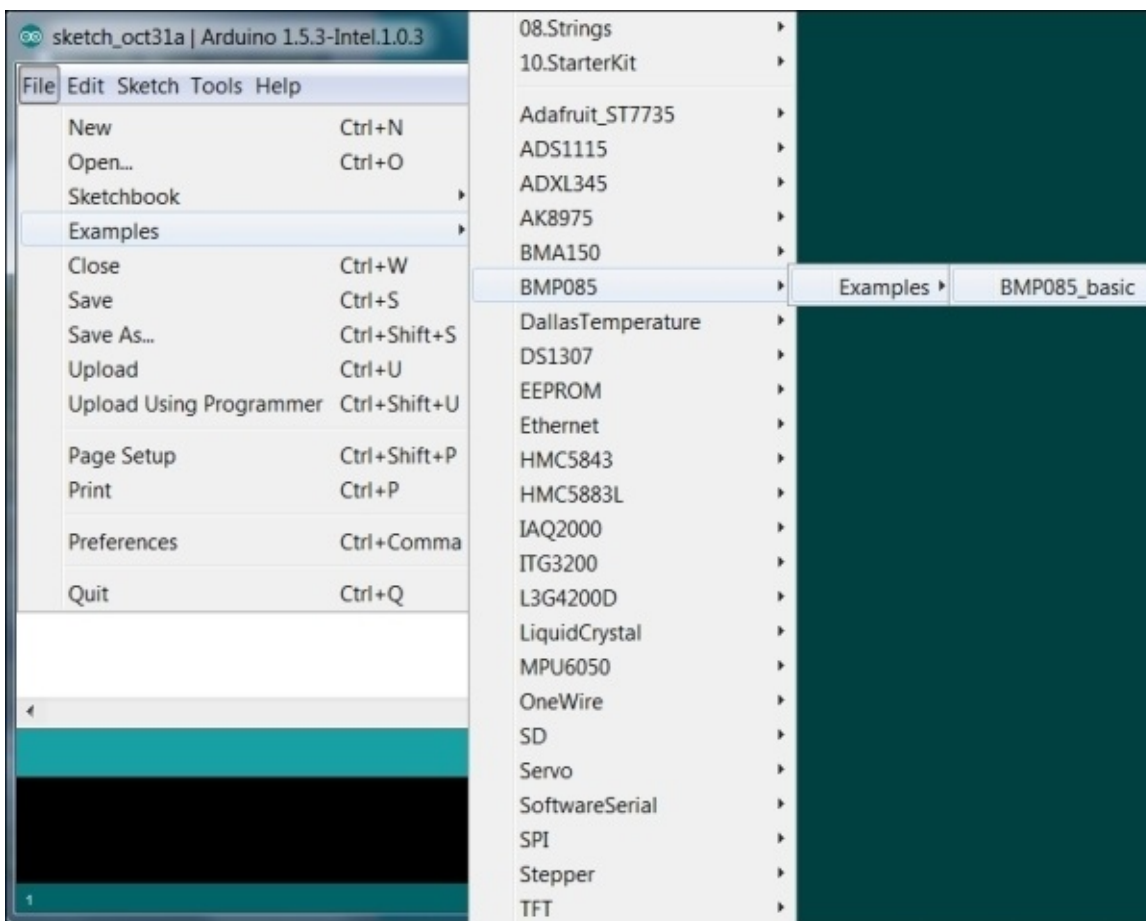 sketch_oct31a | Arduino 1.5.3-Intel.1.0.3
File Edit Sketch Tools Help
New Ctrl+N
Open... Ctrl+O
Sketchbook
Examples
Close Ctrl+W
Save Ctrl+S
Save As... Ctrl+Shift+S
Upload Ctrl+U
Upload Using Programmer Ctrl+Shift+U
Page Setup Ctrl+Shift+P
Print Ctrl+P
Preferences Ctrl+Comma
Quit Ctrl+Q
1
08.Strings
10.StarterKit
Adafruit_ST7735
ADS1115
ADXL345
AK8975
BMA150
BMP085
DallasTemperature
DS1307
EEPROM
Ethernet
HMC5843
HMC5883L
IAQ2000
ITG3200
L3G4200D
LiquidCrystal
MPU6050
OneWire
SD
Servo
SoftwareSerial
SPI
Stepper
TFT
Examples
BMP085_basic